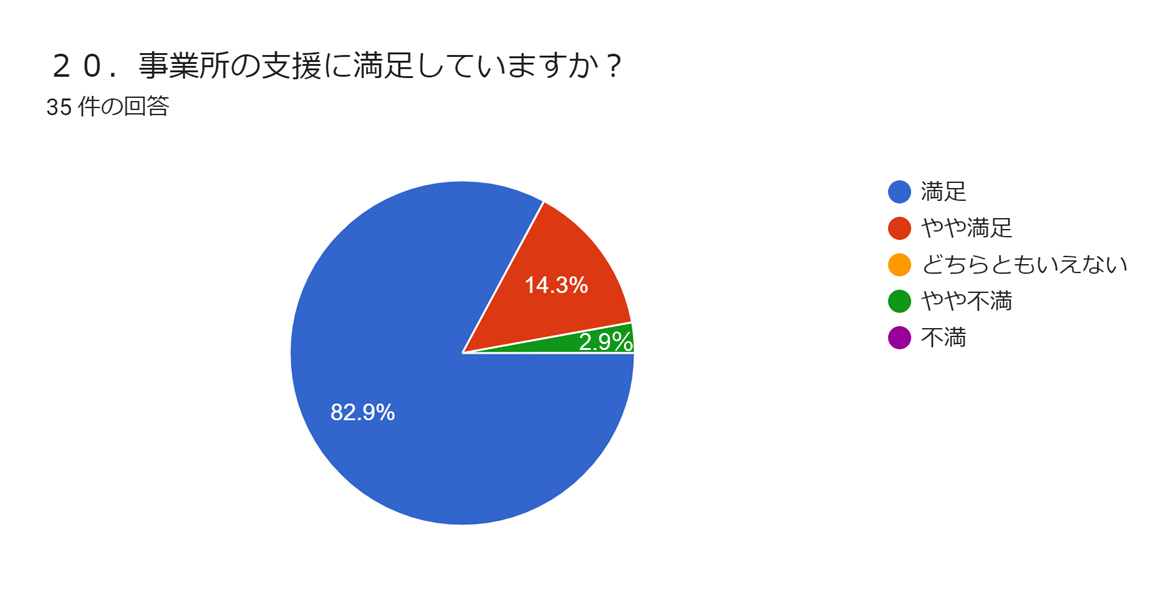 ２０．事業所の支援に満足していますか？
35 件の回答
14.3%
2.9%
82.9%
満足
やや満足
どちらともいえない
やや不満
不満